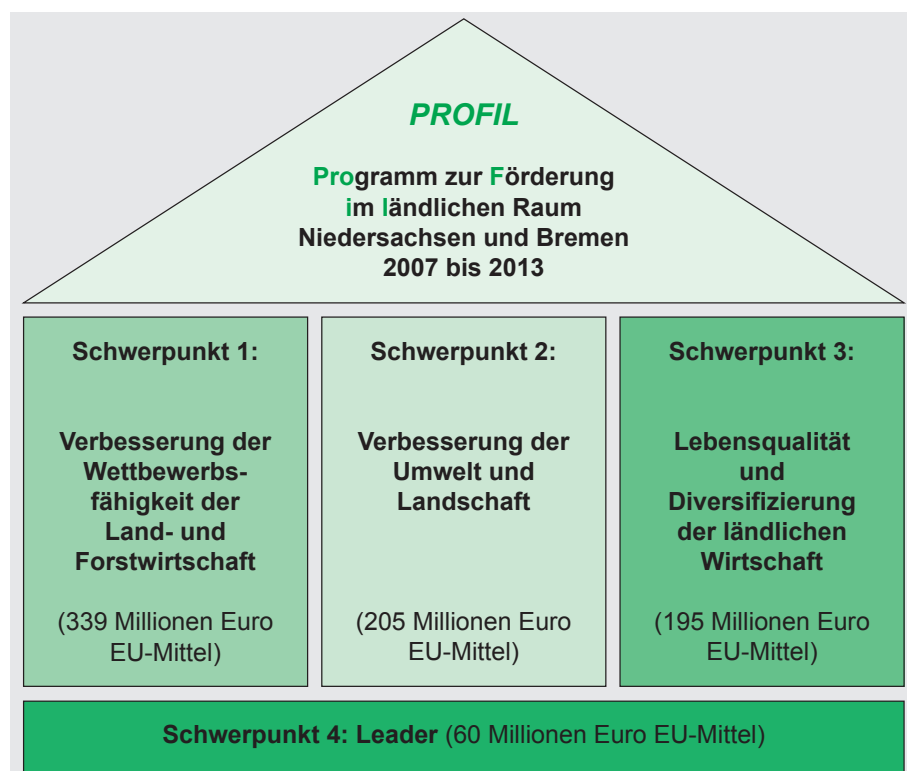 PROFIL
Programm zur Förderung
im ländlichen Raum
Niedersachsen und Bremen
2007 bis 2013
Schwerpunkt 1:
Verbesserung der
Wettbewerbs-
fähigkeit der
Land- und
Forstwirtschaft
(339 Millionen Euro
EU-Mittel)
Schwerpunkt 2:
Verbesserung der
Umwelt und
Landschaft
(205 Millionen Euro
EU-Mittel)
Schwerpunkt 3:
Lebensqualität
und
Diversifizierung
der ländlichen
Wirtschaft
(195 Millionen Euro
EU-Mittel)
Schwerpunkt 4: Leader (60 Millionen Euro EU-Mittel)